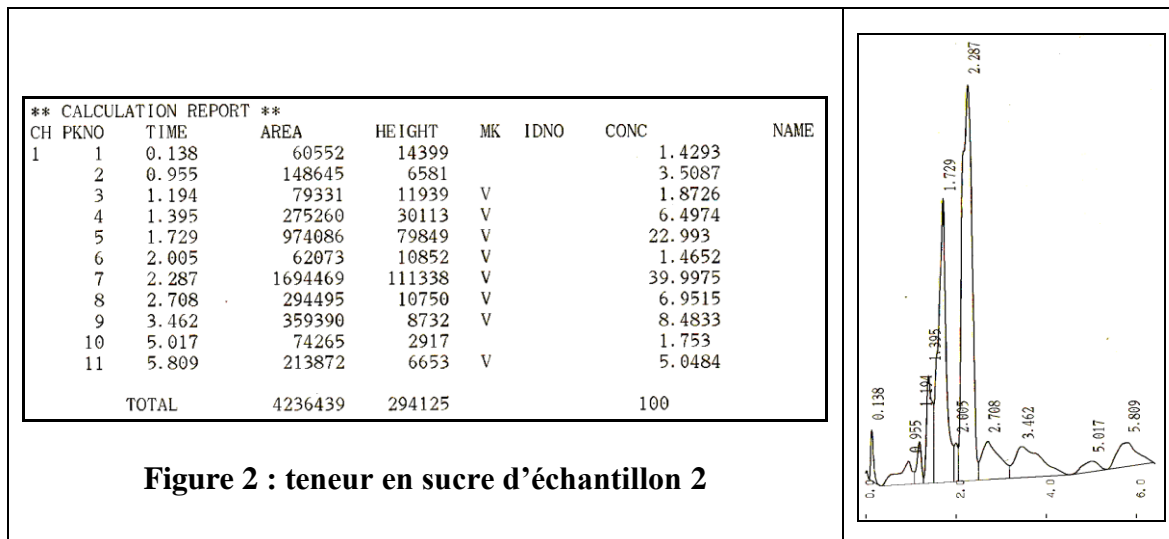 ** CALCULATION REPORT **
CH PKNO TIME AREA HEIGHT MK IDNO CONC NAME
1 1 0.138 60552 14399 1.4293
2 0.955 148645 6581 3.5087
3 1.194 79331 11939 V 1.8726
4 1.395 275260 30113 V 6.4974
5 1.729 974086 79849 V 22.993
6 2.005 62073 10852 V 1.4652
7 2.287 1694469 111338 V 39.9975
8 2.708 294495 10750 V 6.9515
9 3.462 359390 8732 V 8.4833
10 5.017 74265 2917 1.753
11 5.809 213872 6653 V 5.0484
TOTAL 4236439 294125 100
Figure 2 : teneur en sucre d’échantillon 2
0.138
0.955
1.194
1.395
1.729
2.005
2.287
2.708
3.462
5.017
5.809
0.
2.0
4.0
6.0